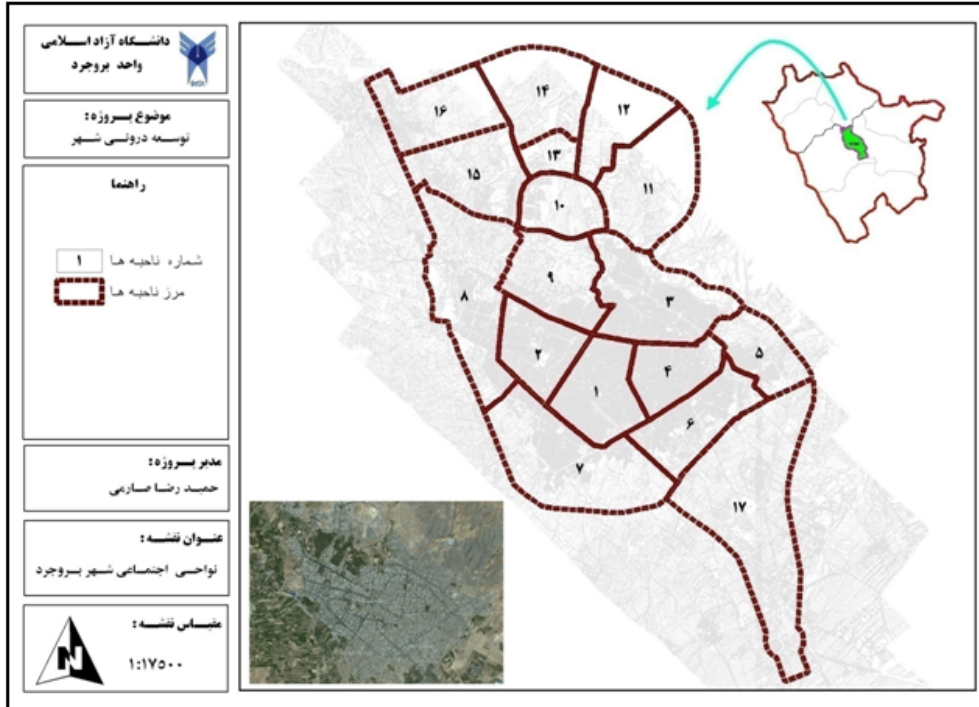 دانشگاه آزاد اسلامی
واحد بروجرد
موضوع پروژه:
توسعه درونی شهر
راهنما
شماره ناحیه ها
۱
مرز ناحیه ها
مدیر پروژه:
حمید رضا صارمی
عنوان نقشه:
نواحی اجتماعی شهر بروجرد
مقیاس نقشه:
۱:۱۷۵۰۰
N
۱۶
۱۴
۱۲
۱۳
۱۵
۱۱
۱۰
۹
۸
۳
۲
۵
۴
۱
۶
۷
۱۷